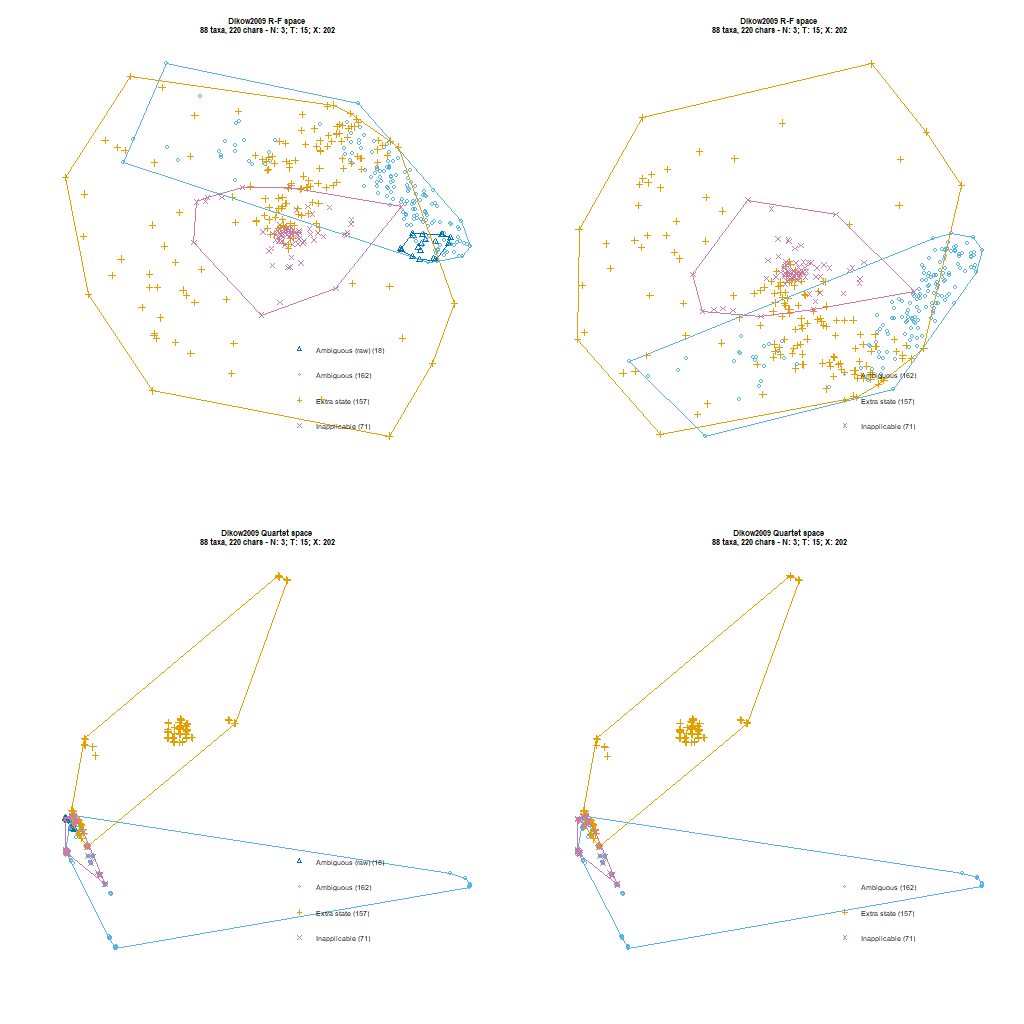 Dikow2009 R-F space
88 taxa, 220 chars - N: 3; T: 15; X: 202
Ambiguous (raw) (18)
Ambiguous (162)
Extra state (157)
Inapplicable (71)
Dikow2009 R-F space
88 taxa, 220 chars - N: 3; T: 15; X: 202
Ambiguous (162)
Extra state (157)
Inapplicable (71)
Dikow2009 Quartet space
88 taxa, 220 chars - N: 3; T: 15; X: 202
Ambiguous (raw) (18)
Ambiguous (162)
Extra state (157)
Inapplicable (71)
Dikow2009 Quartet space
88 taxa, 220 chars - N: 3; T: 15; X: 202
Ambiguous (162)
Extra state (157)
Inapplicable (71)